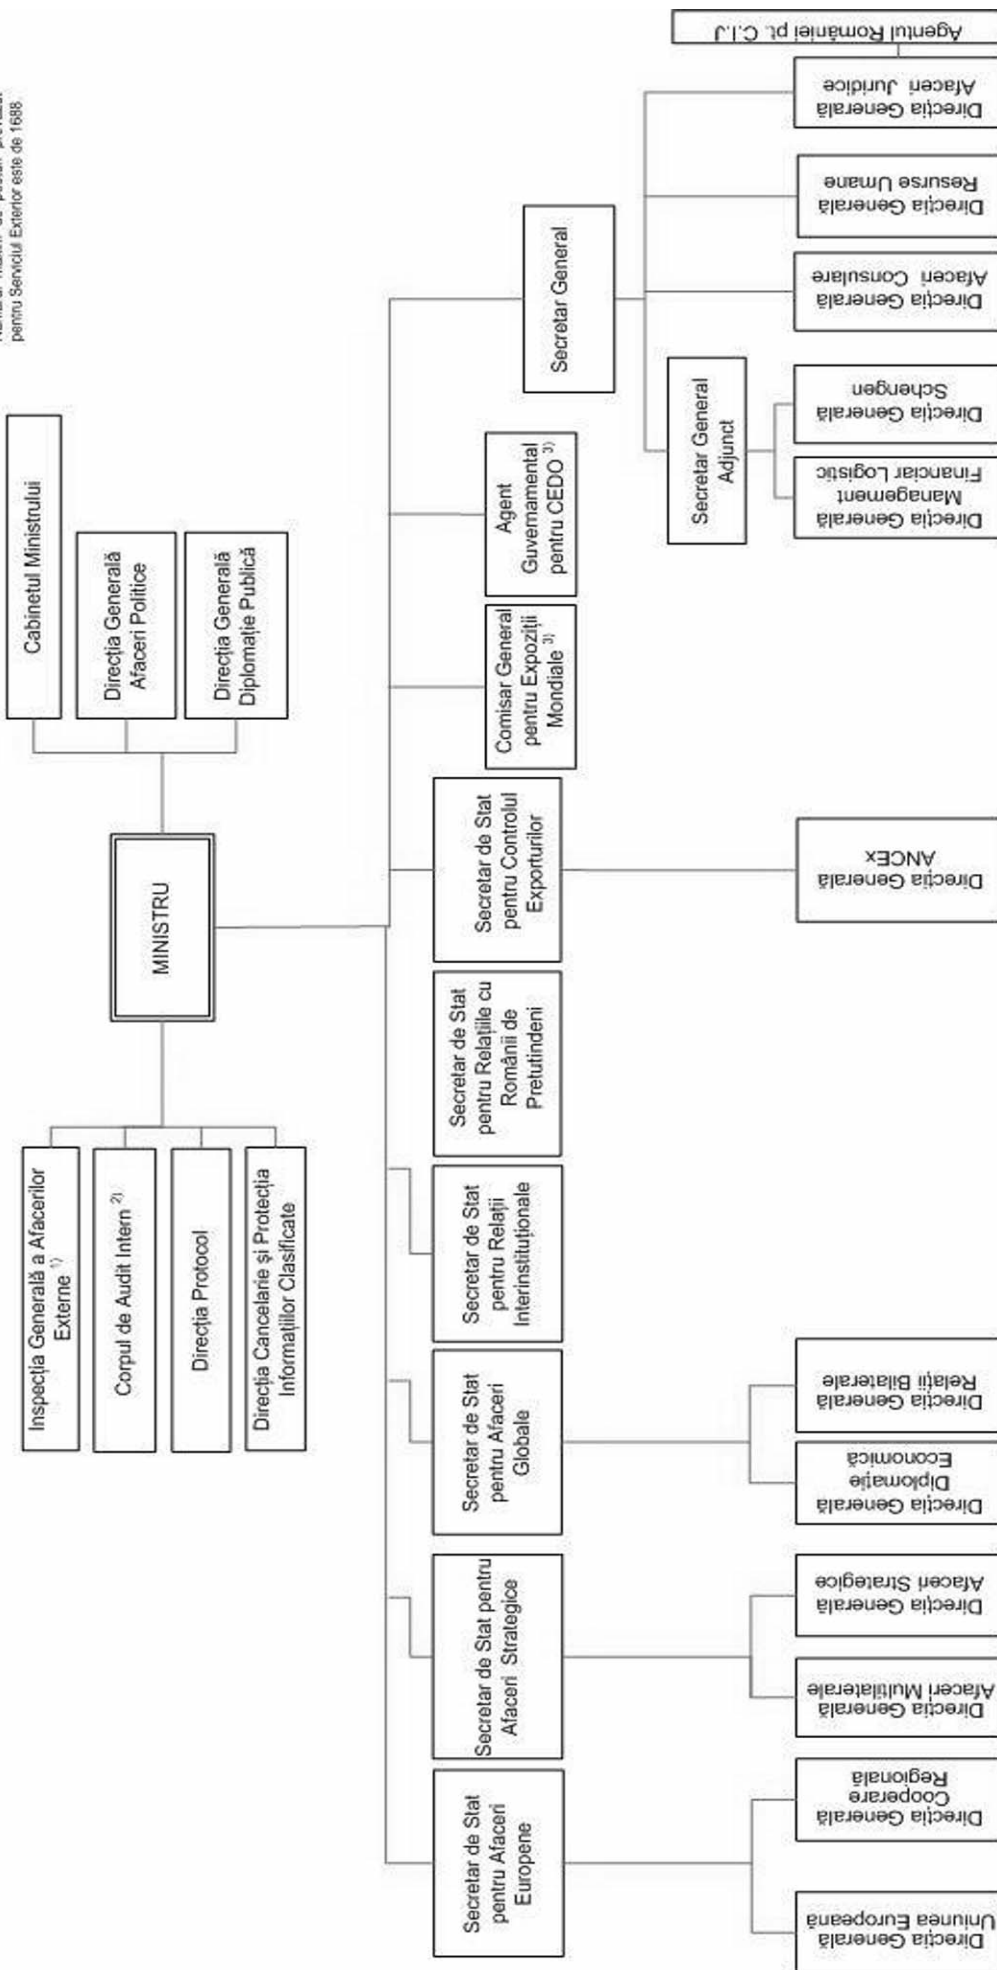 pentru Serviciul Exterior este de 1688.
Cabinetul Ministrului
Direcția Generală
Afaceri Politice
Direcția Generală
Diplomație Publică
MINISTRU
Inspecția Generală a Afacerilor
Externe 1)
Corpul de Audit Intern 2)
Direcția Protocol
Direcția Cancelarie și Protecția
Informațiilor Clasificate
Secretar de Stat
pentru Afaceri
Europene
Secretar de Stat pentru
Afaceri Strategice
Secretar de Stat
pentru Afaceri
Globale
Secretar de Stat
pentru Relații
Interinstituționale
Secretar de Stat
pentru Relațiile cu
Românii de
Pretutindeni
Secretar de Stat
pentru Controlul
Exporturilor
Comisar General
pentru Expoziții
Mondiale 3)
Agent
Guvernamental
pentru CEDO 3)
Secretar General
Secretar General
Adjunct
Direcția Generală
Uniunea Europeană
Direcția Generală
Cooperare
Regională
Direcția Generală
Afaceri Multilaterale
Direcția Generală
Afaceri Strategice
Direcția Generală
Diplomație
Economică
Direcția Generală
Relații Bilaterale
Direcția Generală
ANCEx
Direcția Generală
Management
Financiar Logistic
Direcția Generală
Schengen
Direcția Generală
Afaceri Consulare
Direcția Generală
Resurse Umane
Direcția Generală
Afaceri Juridice
Agentul României pt. C.I.J